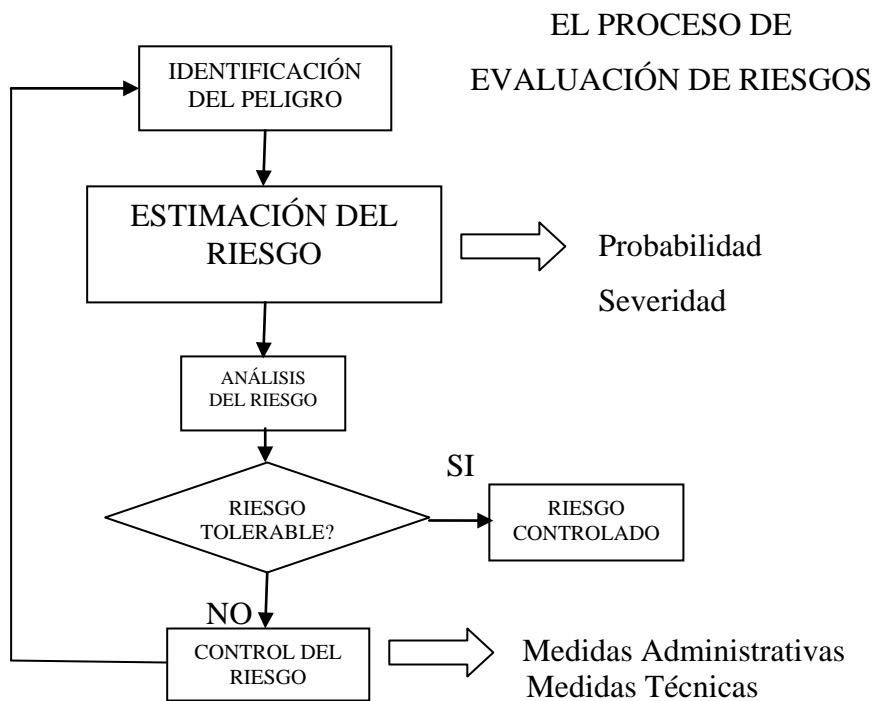 EL PROCESO DE
EVALUACIÓN DE RIESGOS
IDENTIFICACIÓN
DEL PELIGRO
ESTIMACIÓN DEL
RIESGO
Probabilidad
Severidad
ANÁLISIS
DEL RIESGO
RIESGO
TOLERABLE?
SI
RIESGO
CONTROLADO
NO
CONTROL DEL
RIESGO
Medidas Administrativas
Medidas Técnicas